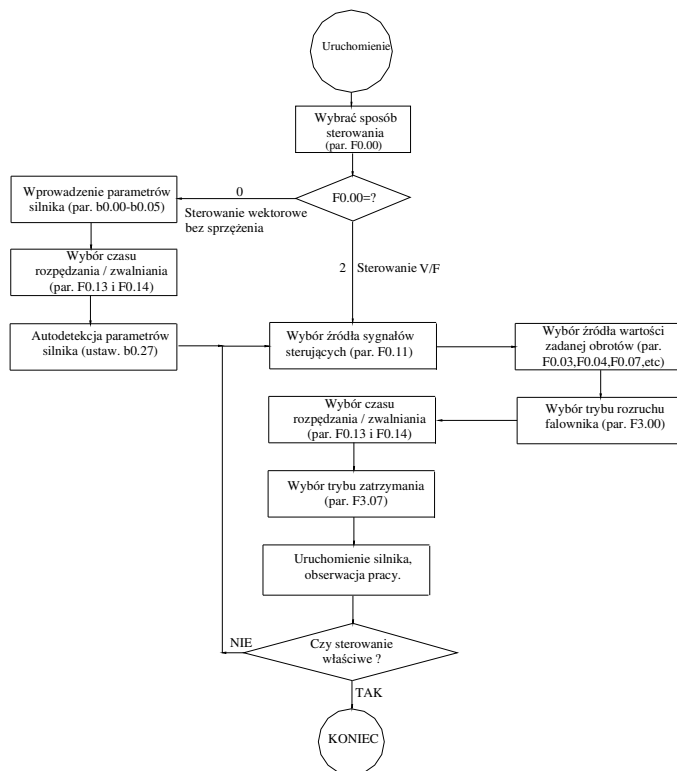 Uruchomienie
Wybrać sposób
sterowania
(par. F0.00)
F0.00=?
0
Sterowanie wektorowe
bez sprzężenia
Wprowadzenie parametrów
silnika (par. b0.00-b0.05)
Wybór czasu
rozpędzania / zwalniania
(par. F0.13 i F0.14)
Autodetekcja parametrów
silnika (ustaw. b0.27)
2 Sterowanie V/F
Wybór źródła sygnałów
sterujących (par. F0.11)
Wybór źródła wartości
zadanej obrotów (par.
F0.03,F0.04,F0.07,etc)
Wybór trybu rozruchu
falownika (par. F3.00)
Wybór czasu
rozpędzania / zwalniania
(par. F0.13 i F0.14)
Wybór trybu zatrzymania
(par. F3.07)
Uruchomienie silnika,
obserwacja pracy.
Czy sterowanie
właściwe ?
NIE
TAK
KONIEC